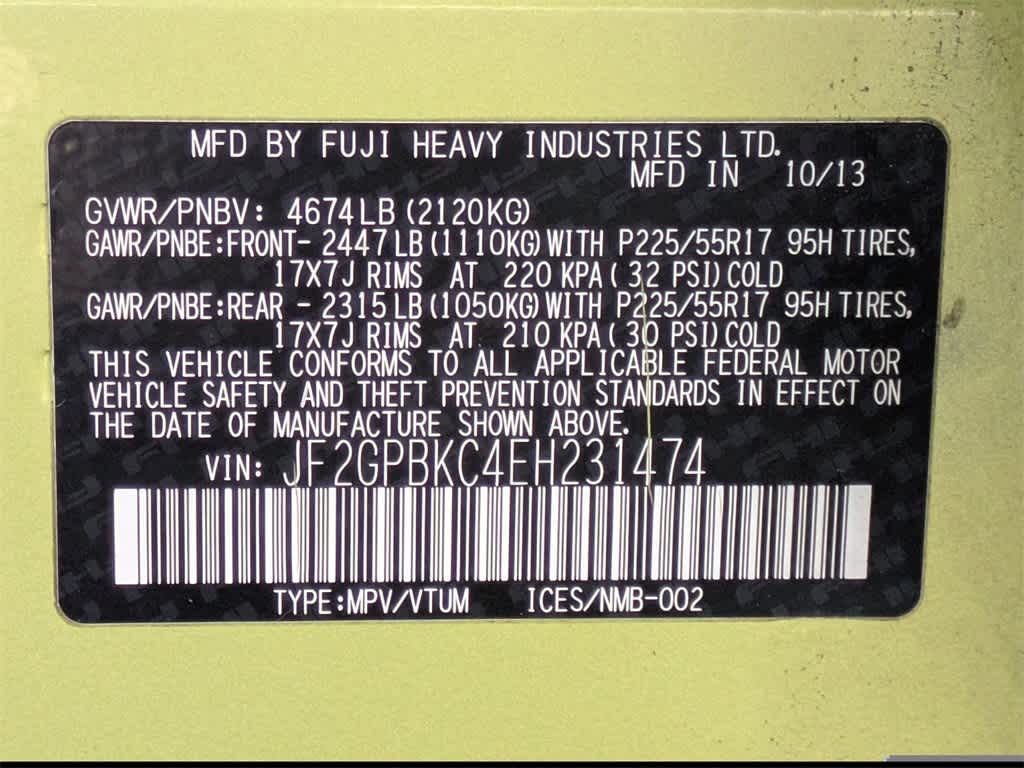 MFD BY FUJI HEAVY INDUSTRIES LTD.
MFD IN 10/13
GVWR/PNBV: 4674LB (2120KG)
GAWR/PNBE:FRONT- 2447LB (1110KG) WITH P225/55R17 95H TIRES,
17X7J RIMS AT 220 KPA ( 32 PSI) COLD
GAWR/PNBE:REAR - 2315LB (1050KG) WITH P225/55R17 95H TIRES,
17X7J RIMS AT 210 KPA ( 30 PSI) COLD
THIS VEHICLE CONFORMS TO ALL APPLICABLE FEDERAL MOTOR
VEHICLE SAFETY AND THEFT PREVENTION STANDARDS IN EFFECT ON
THE DATE OF MANUFACTURE SHOWN ABOVE.
VIN: JF2GPBKC4EH231474
TYPE:MPV/VTUM ICES/NMB-002